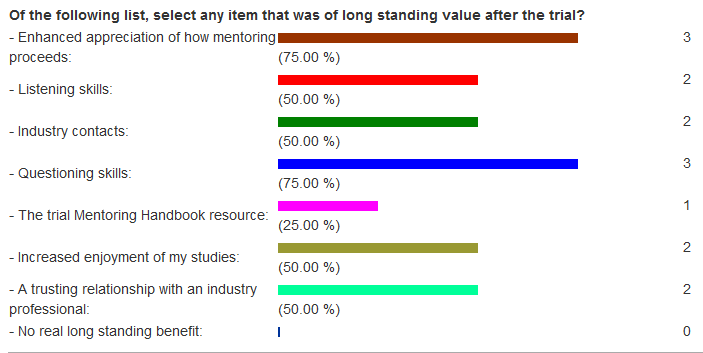 Of the following list, select any item that was of long standing value after the trial?
- Enhanced appreciation of how mentoring proceeds: 3
(75.00 %)
- Listening skills: 2
(50.00 %)
- Industry contacts: 2
(50.00 %)
- Questioning skills: 3
(75.00 %)
- The trial Mentoring Handbook resource: 1
(25.00 %)
- Increased enjoyment of my studies: 2
(50.00 %)
- A trusting relationship with an industry professional: 2
(50.00 %)
- No real long standing benefit: 0